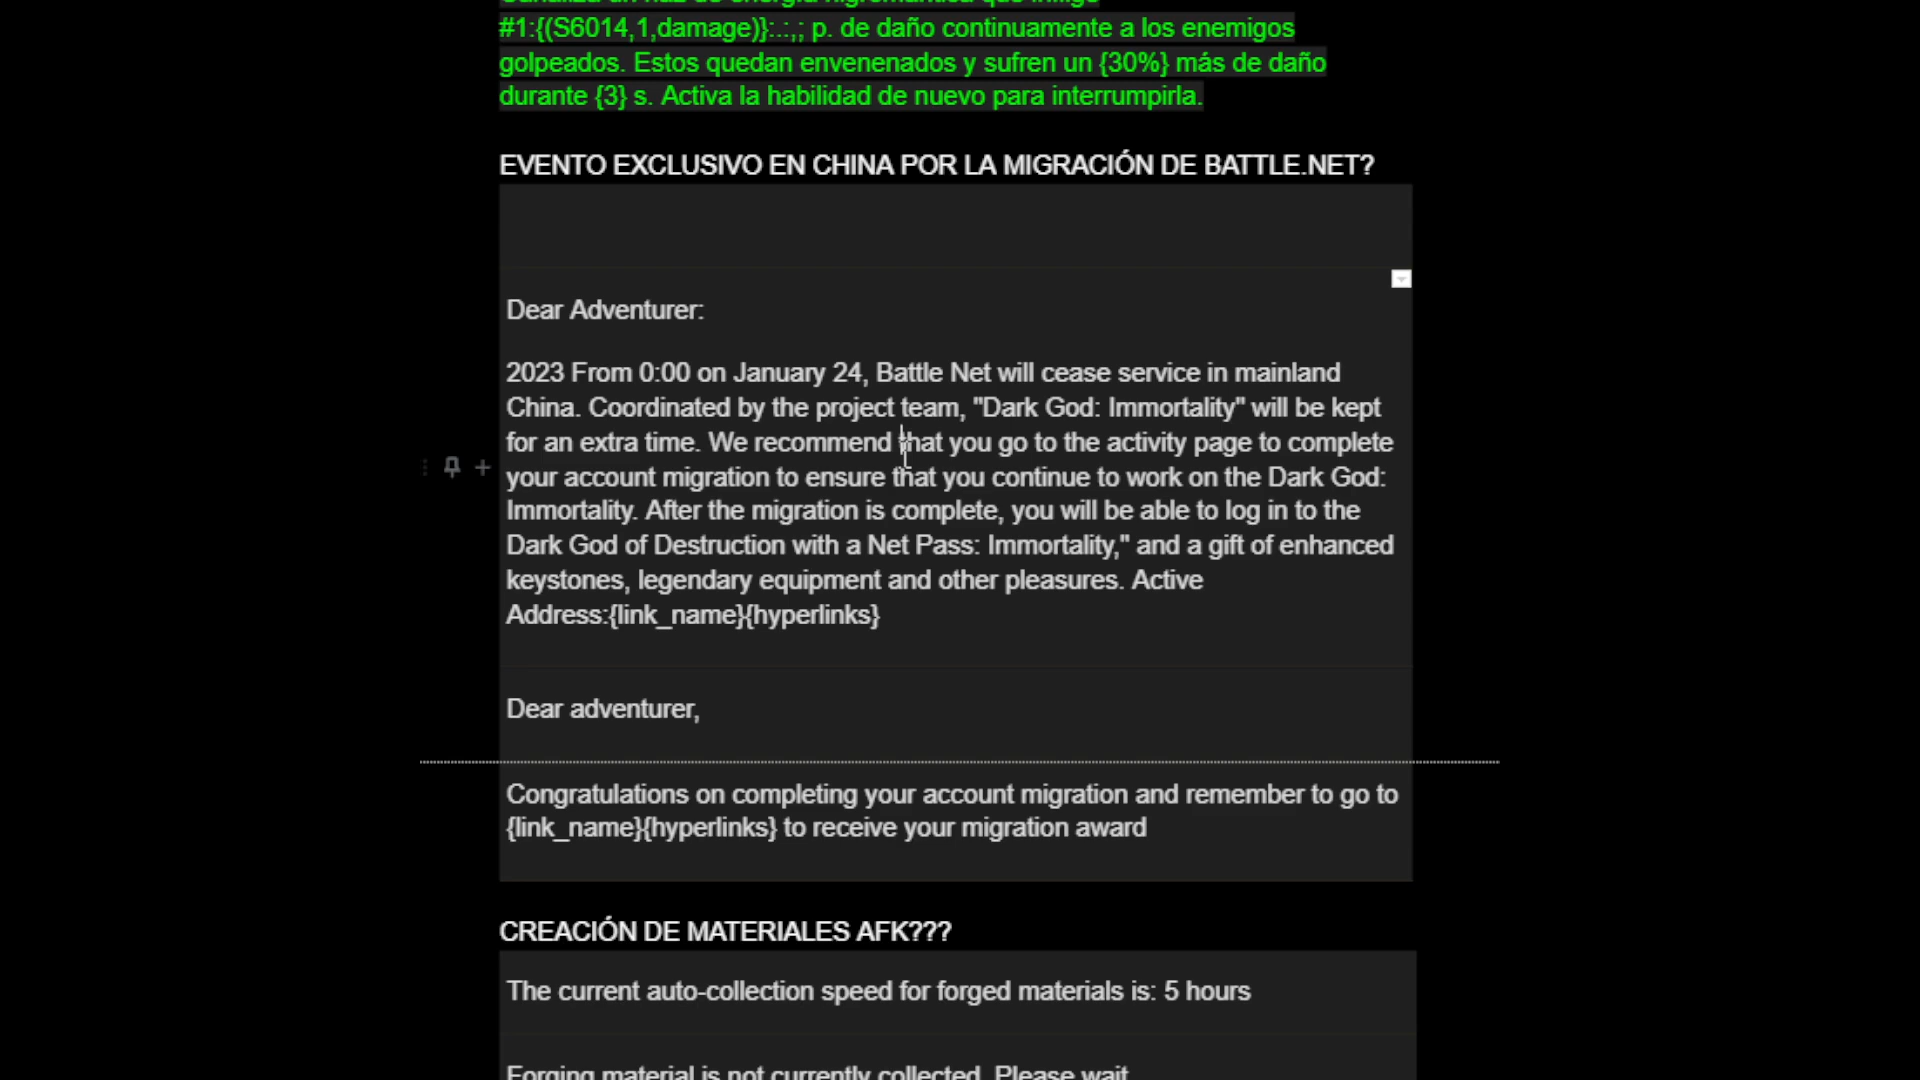 Canaliza un haz de energía nigromántica que inflige
#1:{(S6014,1,damage)}:.:,; p. de daño continuamente a los enemigos
golpeados. Estos quedan envenenados y sufren un {30%} más de daño
durante {3} s. Activa la habilidad de nuevo para interrumpirla.
EVENTO EXCLUSIVO EN CHINA POR LA MIGRACIÓN DE BATTLE.NET?
Dear Adventurer:
2023 From 0:00 on January 24, Battle Net will cease service in mainland
China. Coordinated by the project team, "Dark God: Immortality" will be kept
for an extra time. We recommend that you go to the activity page to complete
your account migration to ensure that you continue to work on the Dark God:
Immortality. After the migration is complete, you will be able to log in to the
Dark God of Destruction with a Net Pass: Immortality," and a gift of enhanced
keystones, legendary equipment and other pleasures. Active
Address:{link_name}{hyperlinks}
Dear adventurer,
Congratulations on completing your account migration and remember to go to
{link_name}{hyperlinks} to receive your migration award
CREACIÓN DE MATERIALES AFK???
The current auto-collection speed for forged materials is: 5 hours
Forging material is not currently collected. Please wait